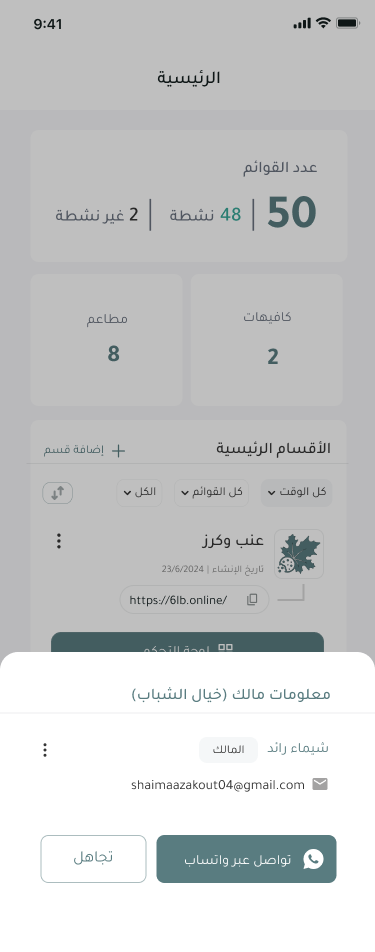 9:41
الرئيسية
عدد القوائم
50 | 48 نشطة | 2 غير نشطة
كافيهات
2
مطاعم
8
الأقسام الرئيسية
إضافة قسم
كل الوقت
كل القوائم
الكل
عنب وكرز
تاريخ الإنشاء | 23/6/2024
https://6lb.online/
لوحة التحكم
معلومات مالك (خيال الشباب)
شيماء رائد
المالك
shaimaazakout04@gmail.com
تواصل عبر واتساب
تجاهل